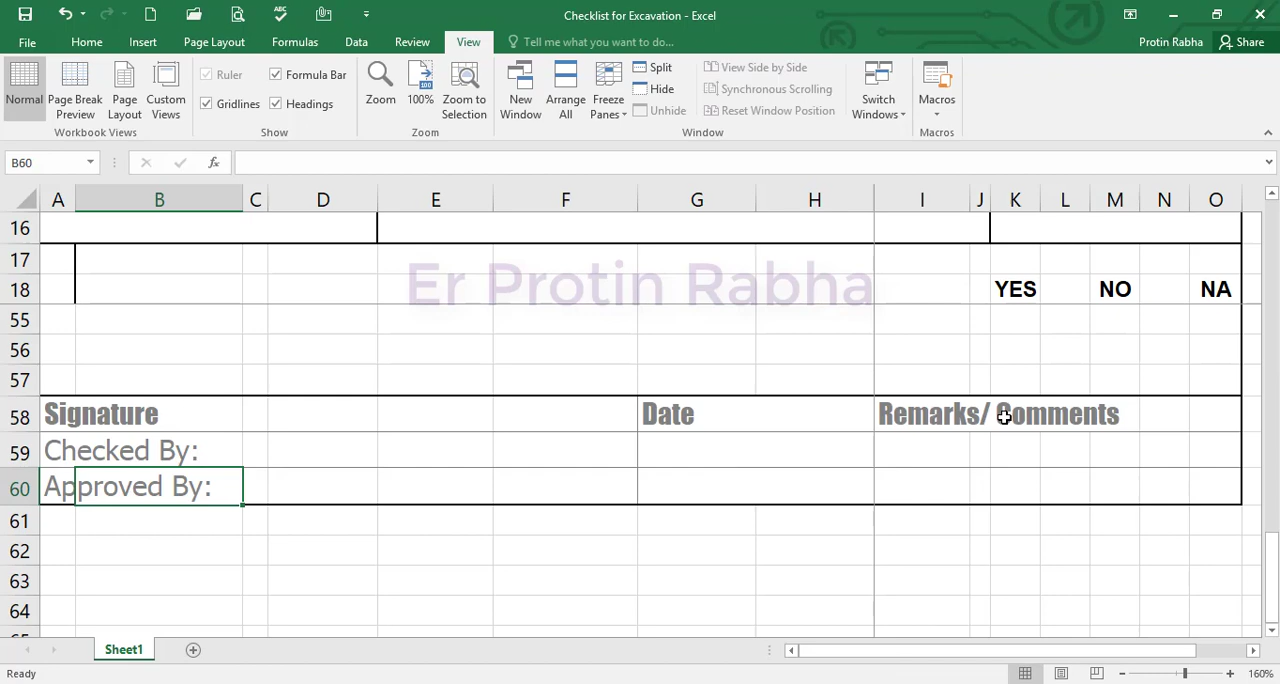 Checklist for Excavation - Excel
File Home Insert Page Layout Formulas Data Review View Tell me what you want to do... Protin Rabha Share
Normal Page Break Preview Page Layout Custom Views
Workbook Views
Ruler Formula Bar
Gridlines Headings
Show
Zoom 100% Zoom to Selection
Zoom
New Window Arrange All Freeze Panes
Split
Hide
Unhide
View Side by Side
Synchronous Scrolling
Reset Window Position
Window
Switch Windows
Macros
Macros
B60 fx
A B C D E F G H I J K L M N O
16
17
Er Protin Rabha
18 YES NO NA
55
56
57
58 Signature Date Remarks/ Comments
59 Checked By:
60 Approved By:
61
62
63
64
65
Sheet1
Ready 160%